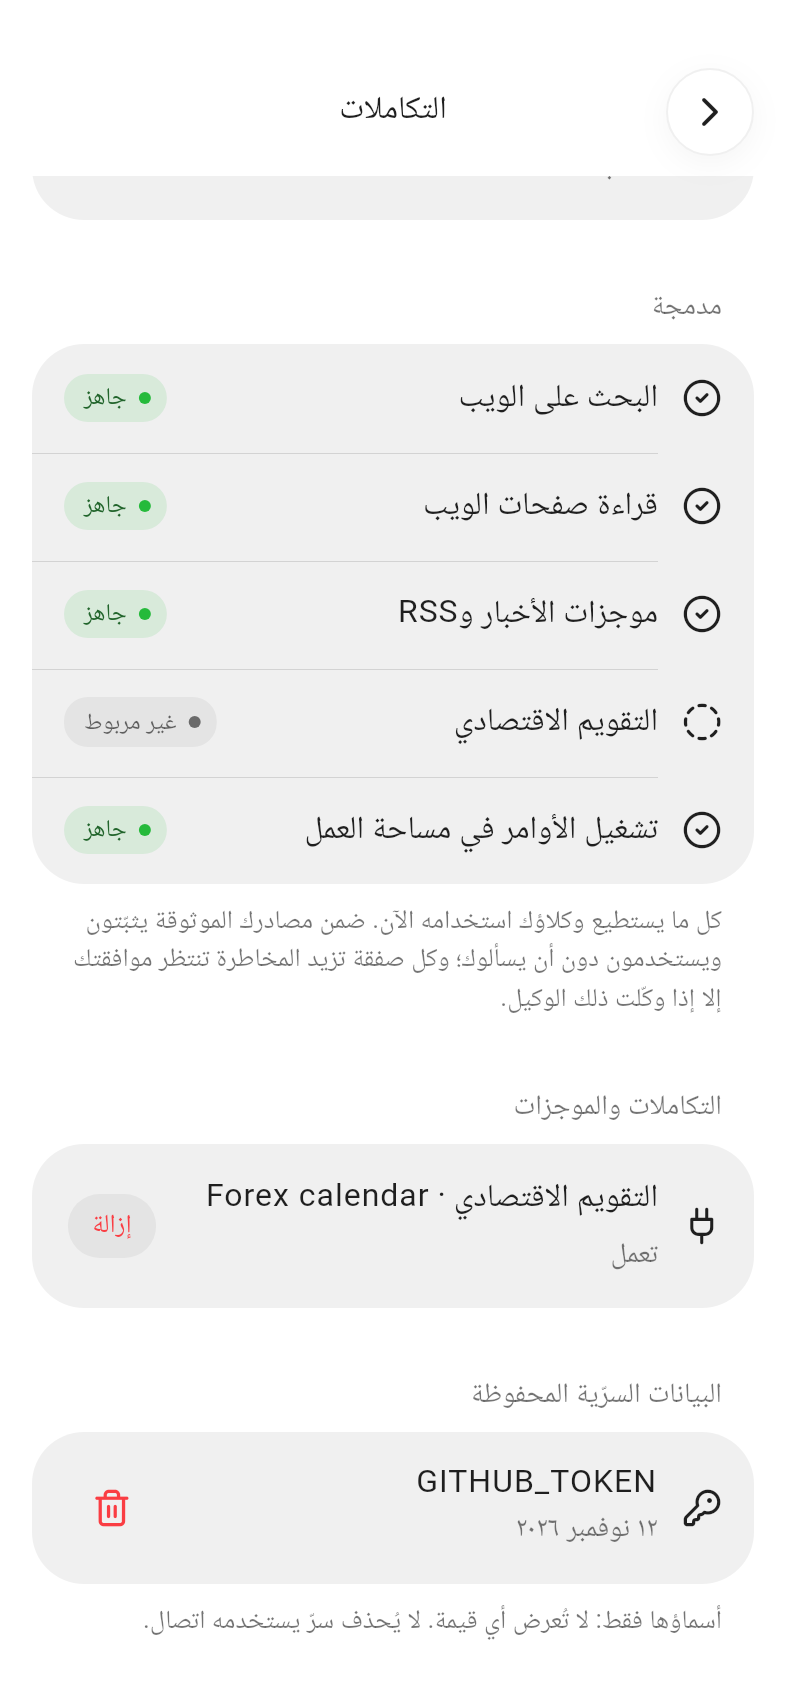 التكاملات
مدمجة
البحث على الويب
جاهز
قراءة صفحات الويب
جاهز
موجزات الأخبار وRSS
جاهز
التقويم الاقتصادي
غير مربوط
تشغيل الأوامر في مساحة العمل
جاهز
كل ما يستطيع وكلاؤك استخدامه الآن. ضمن مصادرك الموثوقة يثبّتون
ويستخدمون دون أن يسألوك؛ وكل صفقة تزيد المخاطرة تنتظر موافقتك
إلا إذا وكّلت ذلك الوكيل.
التكاملات والموجزات
التقويم الاقتصادي · Forex calendar
تعمل
إزالة
البيانات السرّية المحفوظة
GITHUB_TOKEN
١٢ نوفمبر ٢٠٢٦
أسماؤها فقط: لا تُعرض أي قيمة. لا يُحذف سرّ يستخدمه اتصال.